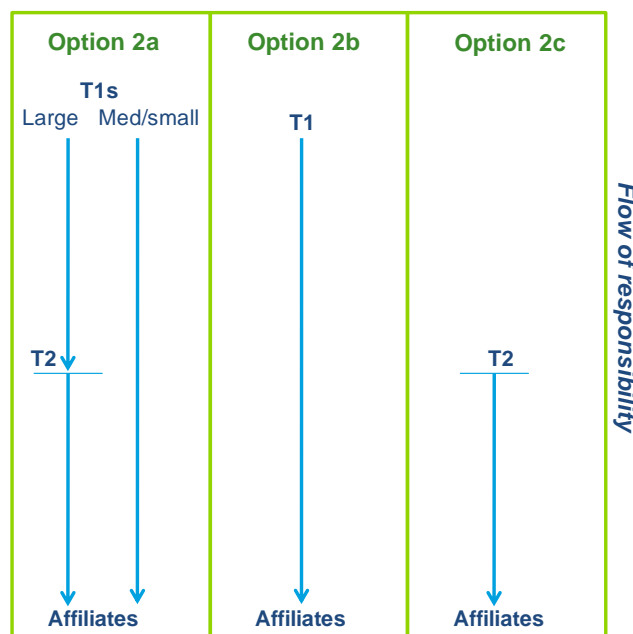 Option 2a
T1s
Large Med/small
T2
Affiliates
Option 2b
T1
Affiliates
Option 2c
T2
Affiliates
Flow of responsibility